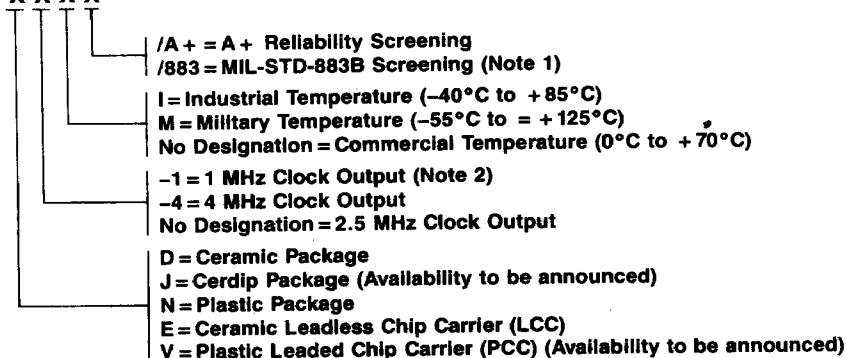 X X X X
/A+ = A+ Reliability Screening
/883 = MIL-STD-883B Screening (Note 1)
I = Industrial Temperature (–40°C to +85°C)
M = Military Temperature (–55°C to = +125°C)
No Designation = Commercial Temperature (0°C to +70°C)
–1 = 1 MHz Clock Output (Note 2)
–4 = 4 MHz Clock Output
No Designation = 2.5 MHz Clock Output
D = Ceramic Package
J = Cerdip Package (Availability to be announced)
N = Plastic Package
E = Ceramic Leadless Chip Carrier (LCC)
V = Plastic Leaded Chip Carrier (PCC) (Availability to be announced)